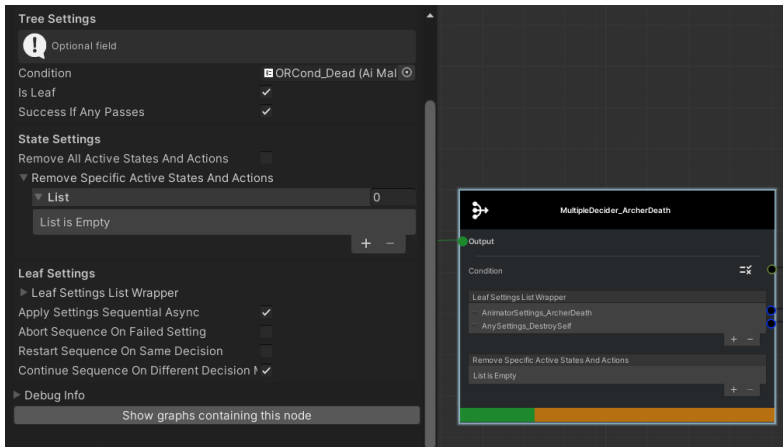 Tree Settings
Optional field
Condition ORCond_Dead (Ai Mal
Is Leaf
Success If Any Passes
State Settings
Remove All Active States And Actions
Remove Specific Active States And Actions
List 0
List is Empty
+ −
Leaf Settings
Leaf Settings List Wrapper
Apply Settings Sequential Async
Abort Sequence On Failed Setting
Restart Sequence On Same Decision
Continue Sequence On Different Decision
Debug Info
Show graphs containing this node
MultipleDecider_ArcherDeath
Output
Condition
Leaf Settings List Wrapper
AnimatorSettings_ArcherDeath
AnySettings_DestroySelf
+ −
Remove Specific Active States And Actions
List is Empty
+ −